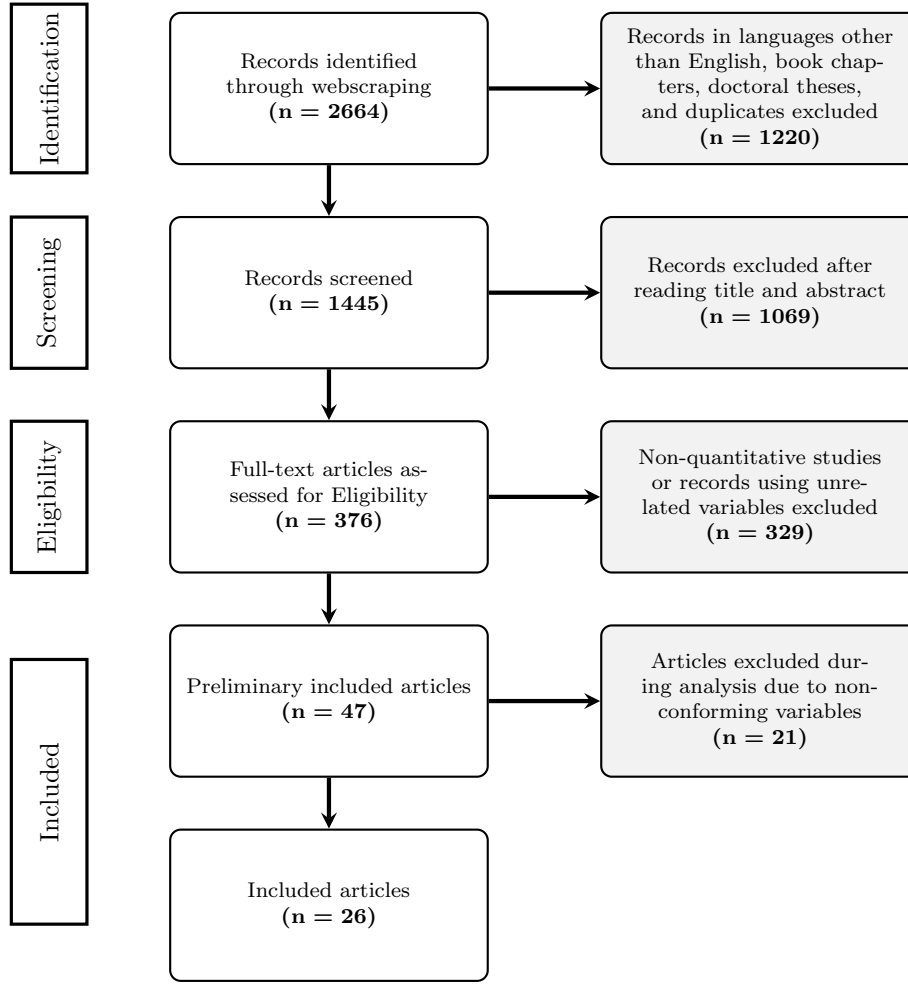 Identification
Records identified
through webscraping
(n = 2664)
Records in languages other
than English, book chap-
ters, doctoral theses,
and duplicates excluded
(n = 1220)
Screening
Records screened
(n = 1445)
Records excluded after
reading title and abstract
(n = 1069)
Eligibility
Full-text articles as-
sessed for Eligibility
(n = 376)
Non-quantitative studies
or records using unre-
lated variables excluded
(n = 329)
Included
Preliminary included articles
(n = 47)
Articles excluded dur-
ing analysis due to non-
conforming variables
(n = 21)
Included articles
(n = 26)